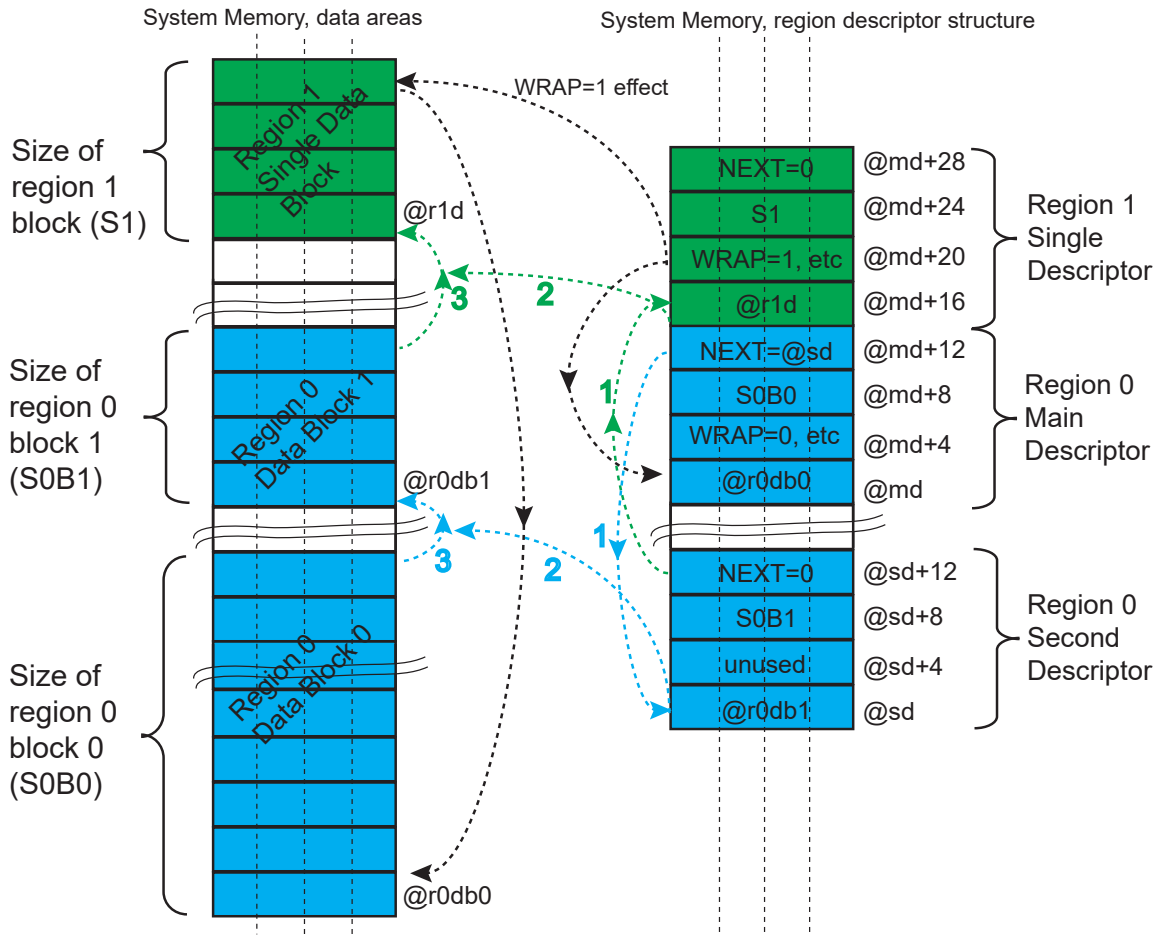 System Memory, data areas
System Memory, region descriptor structure
WRAP=1 effect
Size of
region 1
block (S1)
Region 1
Single Data
Block
@r1d
3
2
1
Size of
region 0
block 1
(S0B1)
Region 0
Data Block 1
@r0db1
3
2
1
Size of
region 0
block 0
(S0B0)
Region 0
Data Block 0
@r0db0
NEXT=0
@md+28
S1
@md+24
WRAP=1, etc
@md+20
@r1d
@md+16
Region 1
Single
Descriptor
NEXT=@sd
@md+12
S0B0
@md+8
WRAP=0, etc
@md+4
@r0db0
@md
Region 0
Main
Descriptor
NEXT=0
@sd+12
S0B1
@sd+8
unused
@sd+4
@r0db1
@sd
Region 0
Second
Descriptor